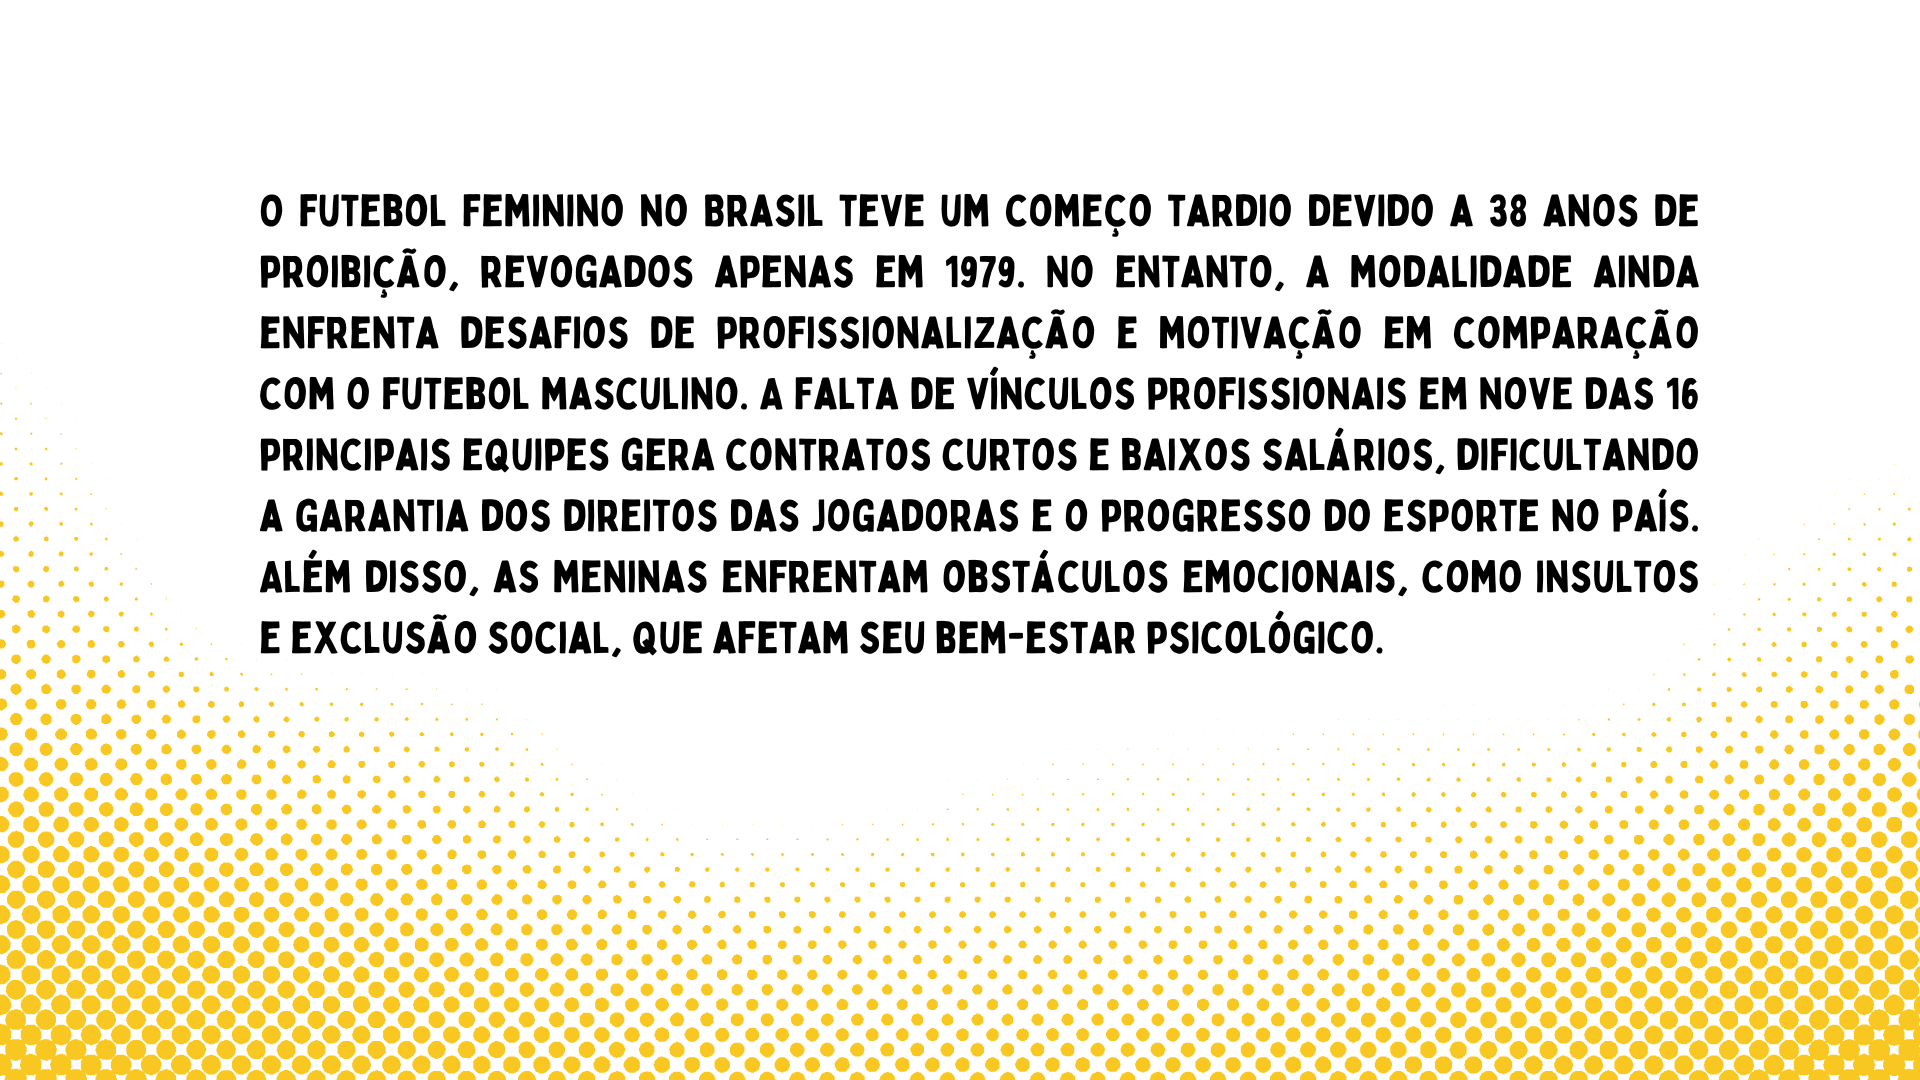 O FUTEBOL FEMININO NO BRASIL TEVE UM COMEÇO TARDIO DEVIDO A 38 ANOS DE
PROIBIÇÃO, REVOGADOS APENAS EM 1979. NO ENTANTO, A MODALIDADE AINDA
ENFRENTA DESAFIOS DE PROFISSIONALIZAÇÃO E MOTIVAÇÃO EM COMPARAÇÃO
COM O FUTEBOL MASCULINO. A FALTA DE VÍNCULOS PROFISSIONAIS EM NOVE DAS 16
PRINCIPAIS EQUIPES GERA CONTRATOS CURTOS E BAIXOS SALÁRIOS, DIFICULTANDO
A GARANTIA DOS DIREITOS DAS JOGADORAS E O PROGRESSO DO ESPORTE NO PAÍS.
ALÉM DISSO, AS MENINAS ENFRENTAM OBSTÁCULOS EMOCIONAIS, COMO INSULTOS
E EXCLUSÃO SOCIAL, QUE AFETAM SEU BEM-ESTAR PSICOLÓGICO.